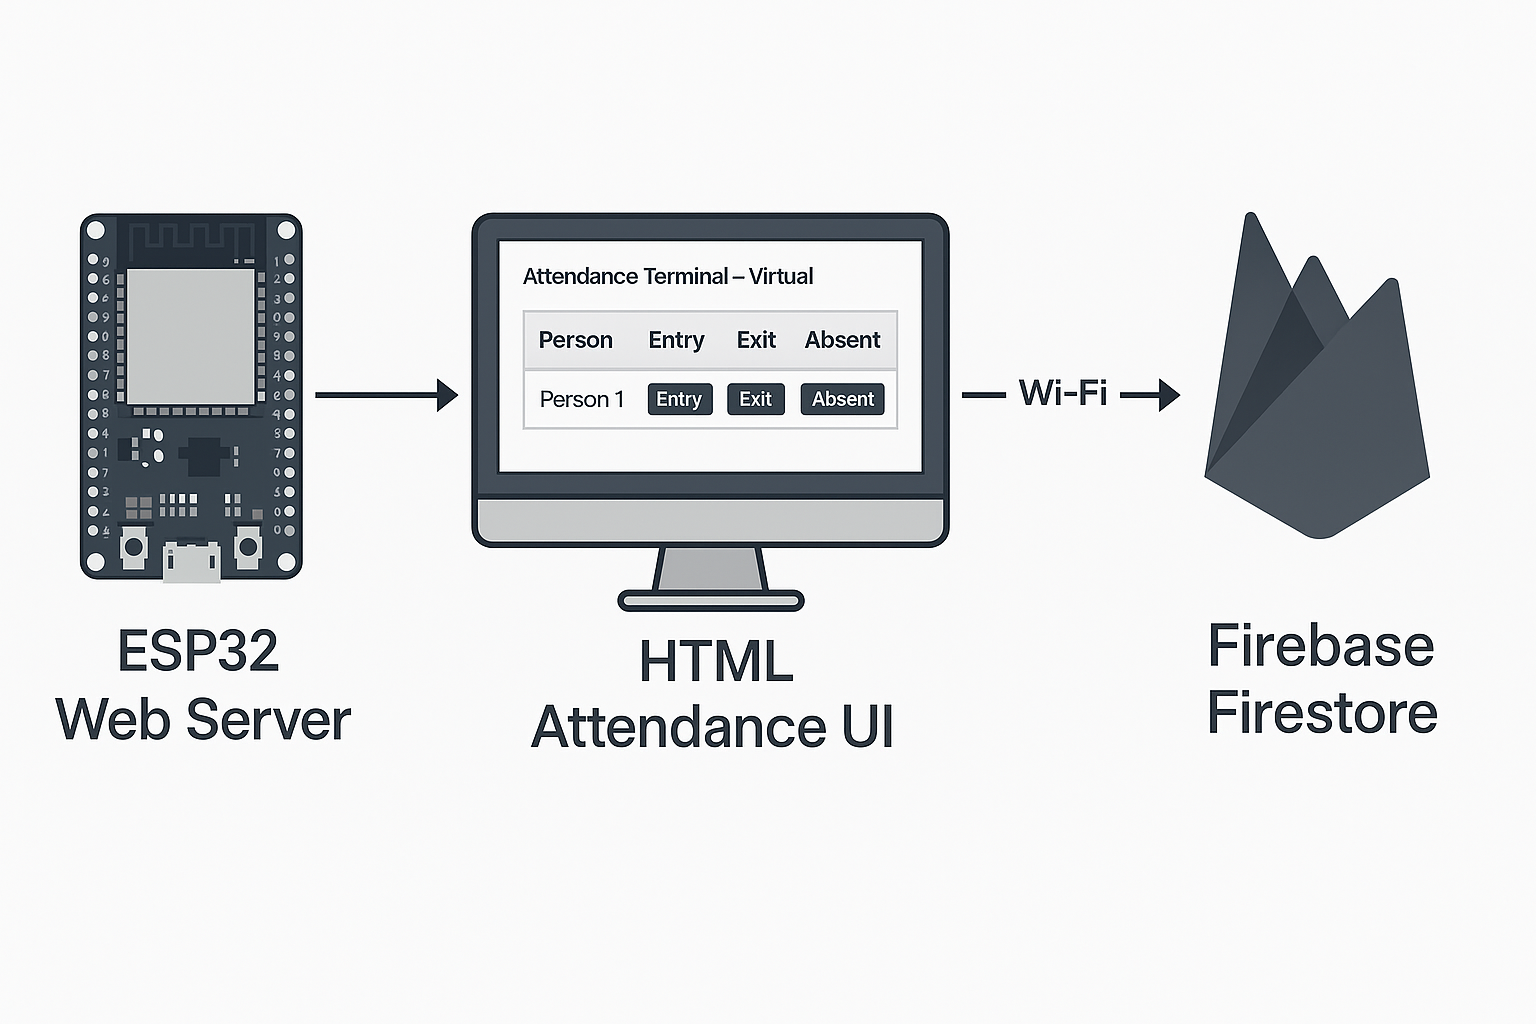 Attendance Terminal – Virtual
Person Entry Exit Absent
Person 1 Entry Exit Absent
Wi-Fi
ESP32
Web Server
HTML
Attendance UI
Firebase
Firestore